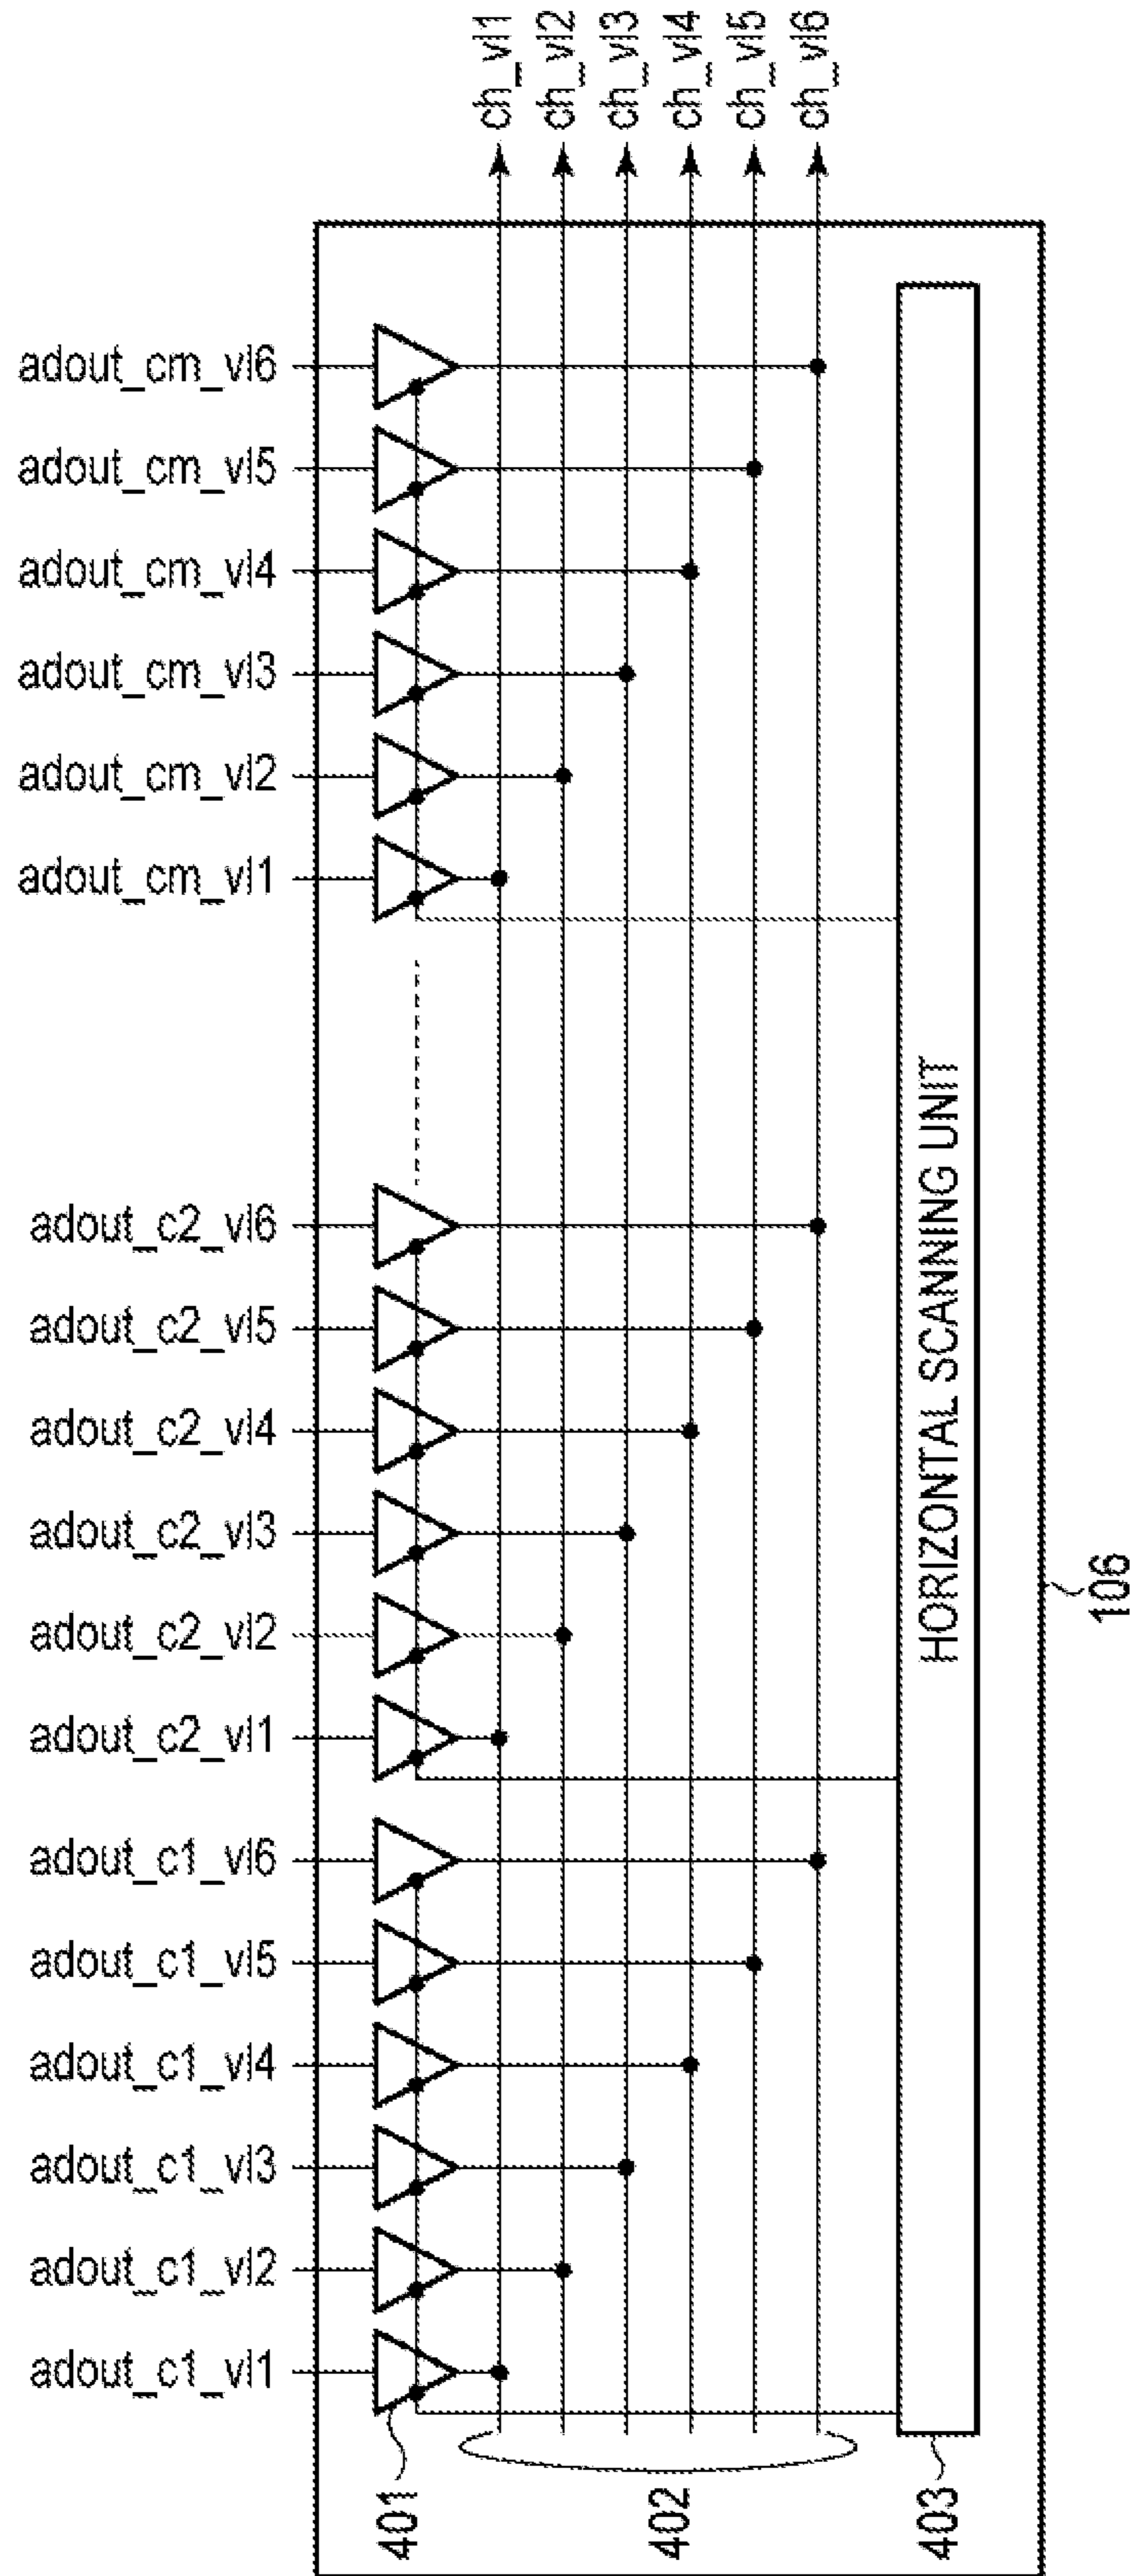 adout_c1_vl1
adout_c1_vl2
adout_c1_vl3
adout_c1_vl4
adout_c1_vl5
adout_c1_vl6
adout_c2_vl1
adout_c2_vl2
adout_c2_vl3
adout_c2_vl4
adout_c2_vl5
adout_c2_vl6
adout_cm_vl1
adout_cm_vl2
adout_cm_vl3
adout_cm_vl4
adout_cm_vl5
adout_cm_vl6
401
402
403
ch_vl1
ch_vl2
ch_vl3
ch_vl4
ch_vl5
ch_vl6
HORIZONTAL SCANNING UNIT
106